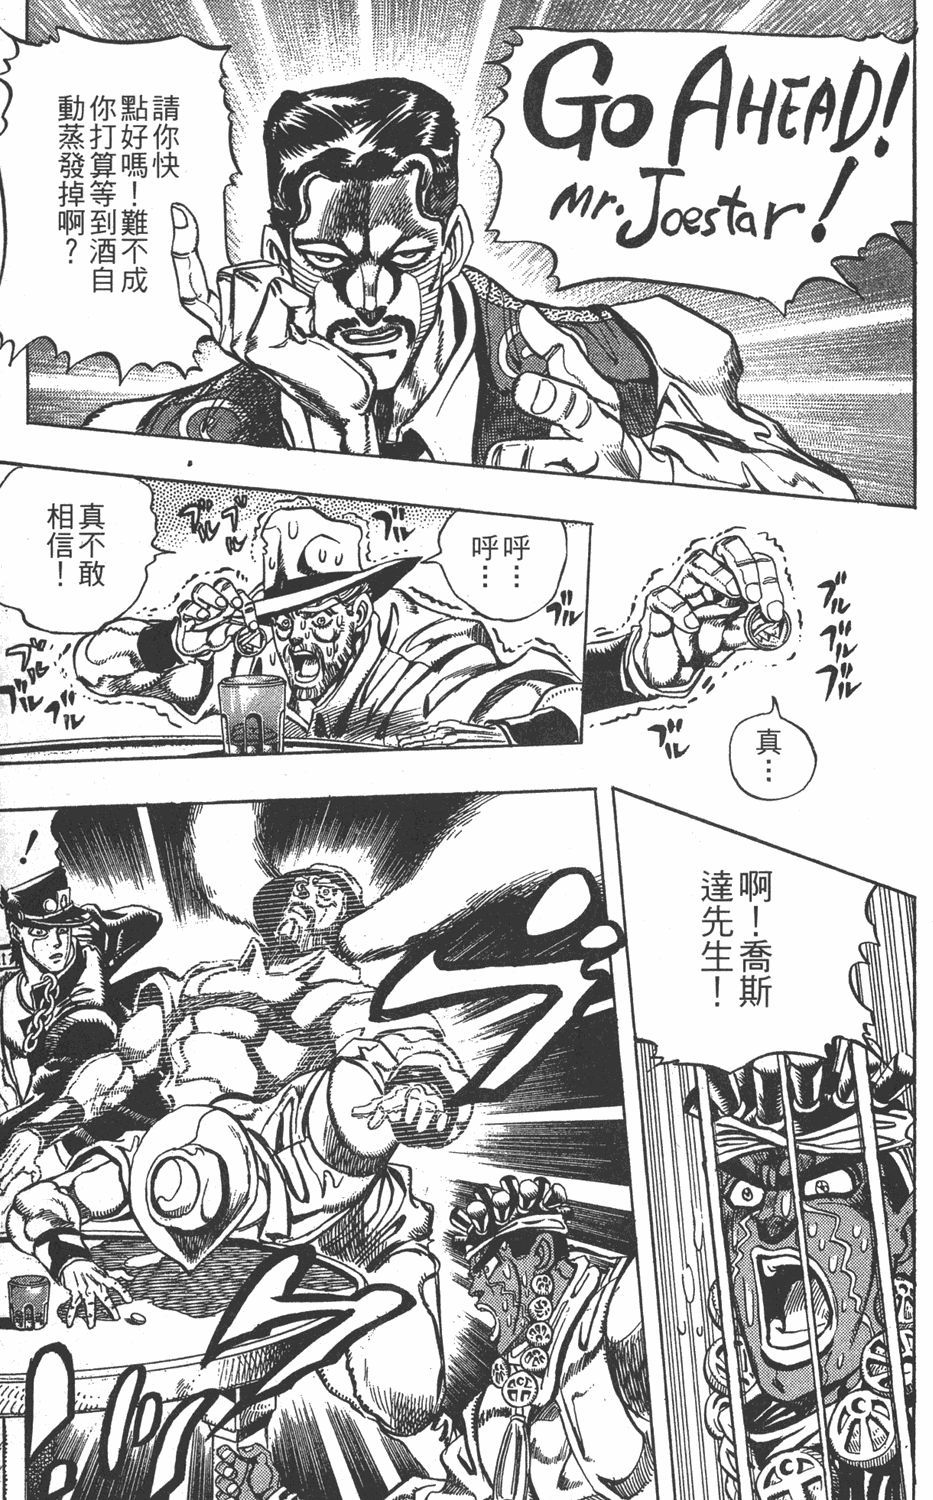 GO AHEAD!
Mr. Joestar!
請你快
點好嗎！難不成
你打算等到酒自
動蒸發掉啊？
真…
ブル
ブル
ブル
ブル
呼…
呼…
ブル
ブル
ブル
ブル
ブル
ブル
真不敢
相信！
啊！喬斯
達先生！
！